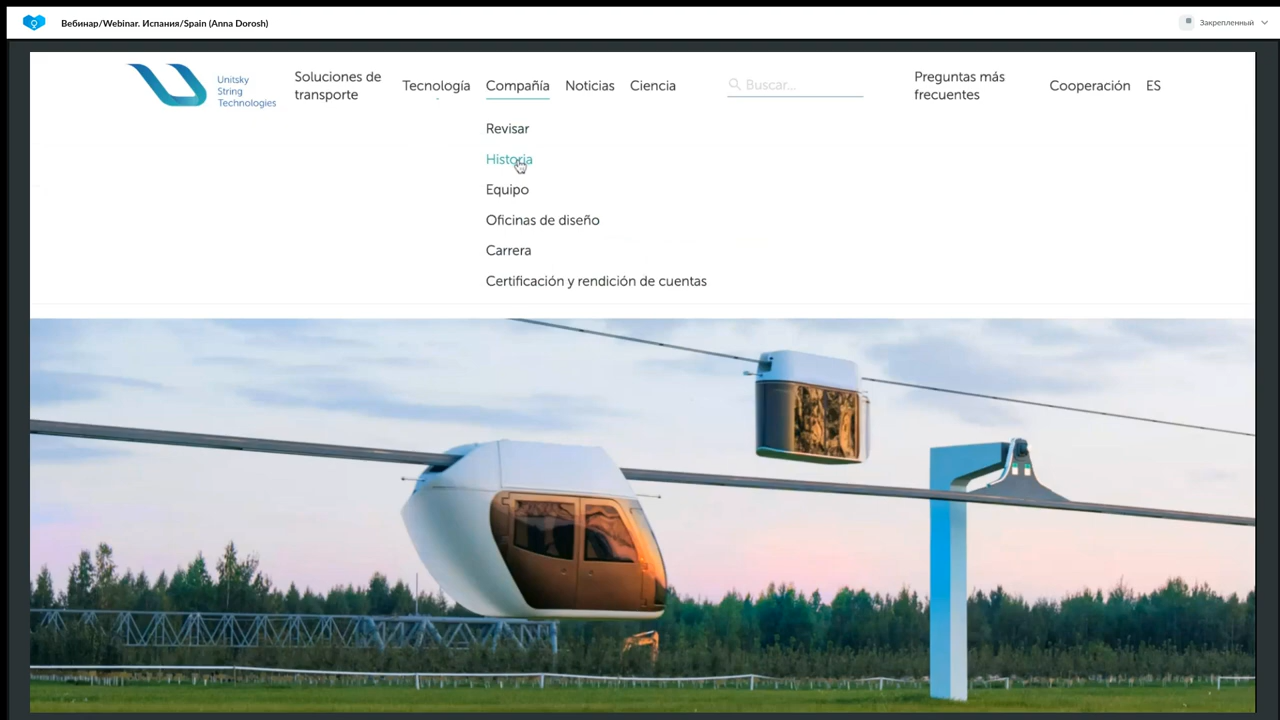 Вебинар/Webinar. Испания/Spain (Anna Dorosh)
Закрепленный
Unitsky
String
Technologies
Soluciones de
transporte
Tecnología
Compañía
Noticias
Ciencia
Buscar...
Preguntas más
frecuentes
Cooperación
ES
Revisar
Historia
Equipo
Oficinas de diseño
Carrera
Certificación y rendición de cuentas